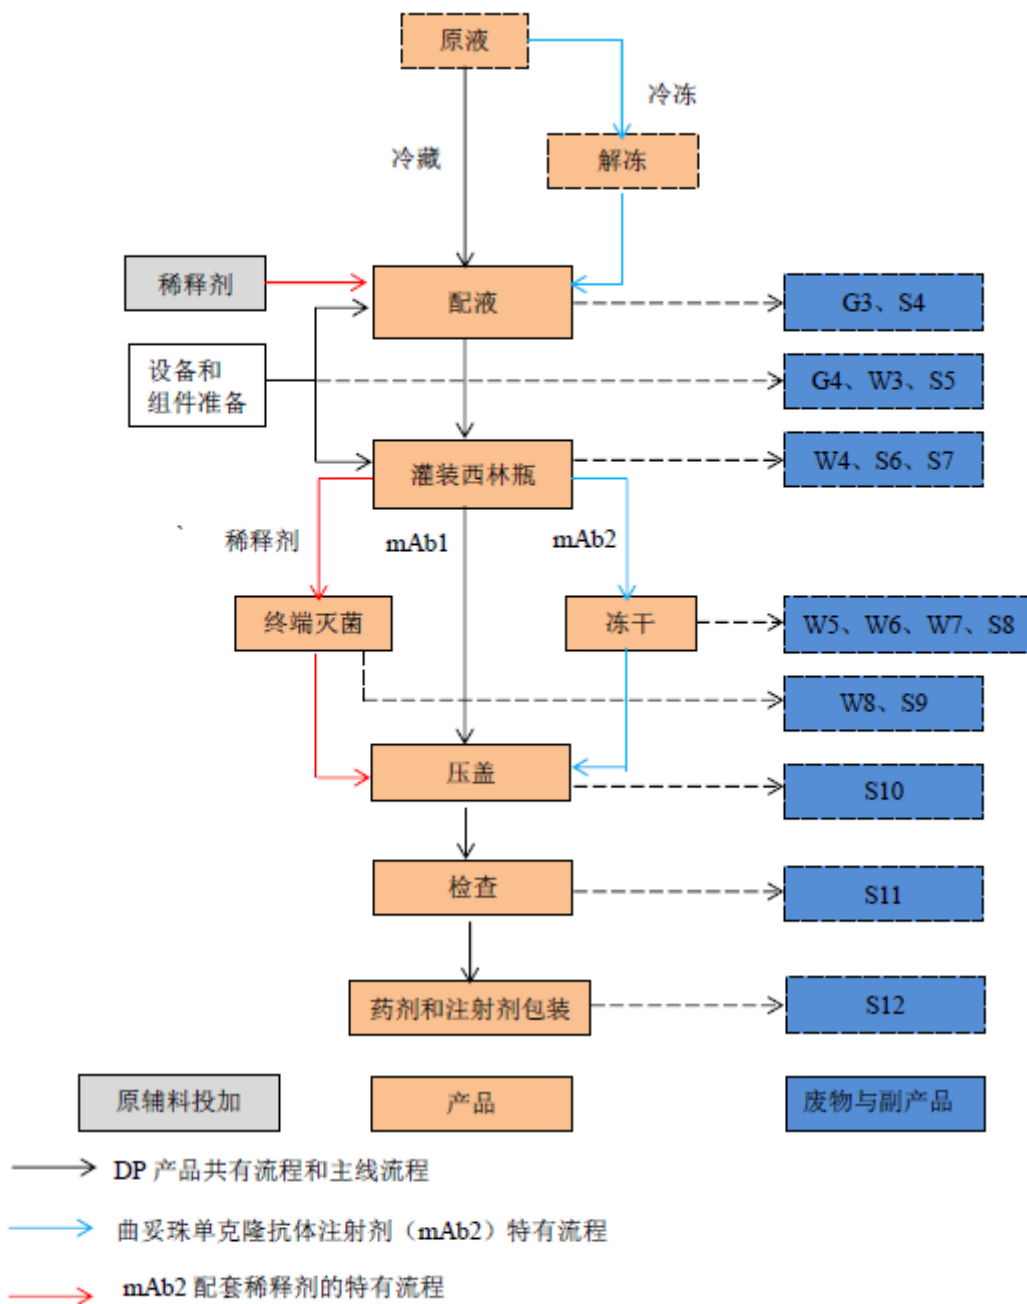 原液
冷冻
冷藏
解冻
稀释剂
配液
G3、S4
设备和
组件准备
G4、W3、S5
灌装西林瓶
W4、S6、S7
稀释剂
mAb1
mAb2
终端灭菌
冻干
W5、W6、W7、S8
W8、S9
压盖
S10
检查
S11
药剂和注射剂包装
S12
原辅料投加
产品
废物与副产品
DP 产品共有流程和主线流程
曲妥珠单克隆抗体注射剂（mAb2）特有流程
mAb2 配套稀释剂的特有流程